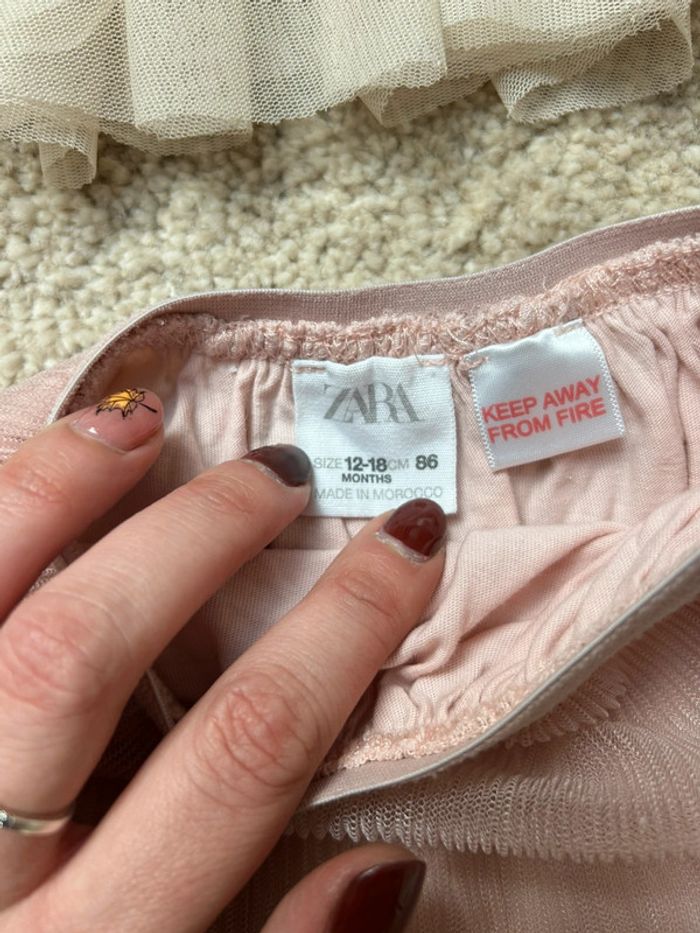 ZARA
SIZE 12-18 CM 86
MONTHS
MADE IN MOROCCO
KEEP AWAY
FROM FIRE